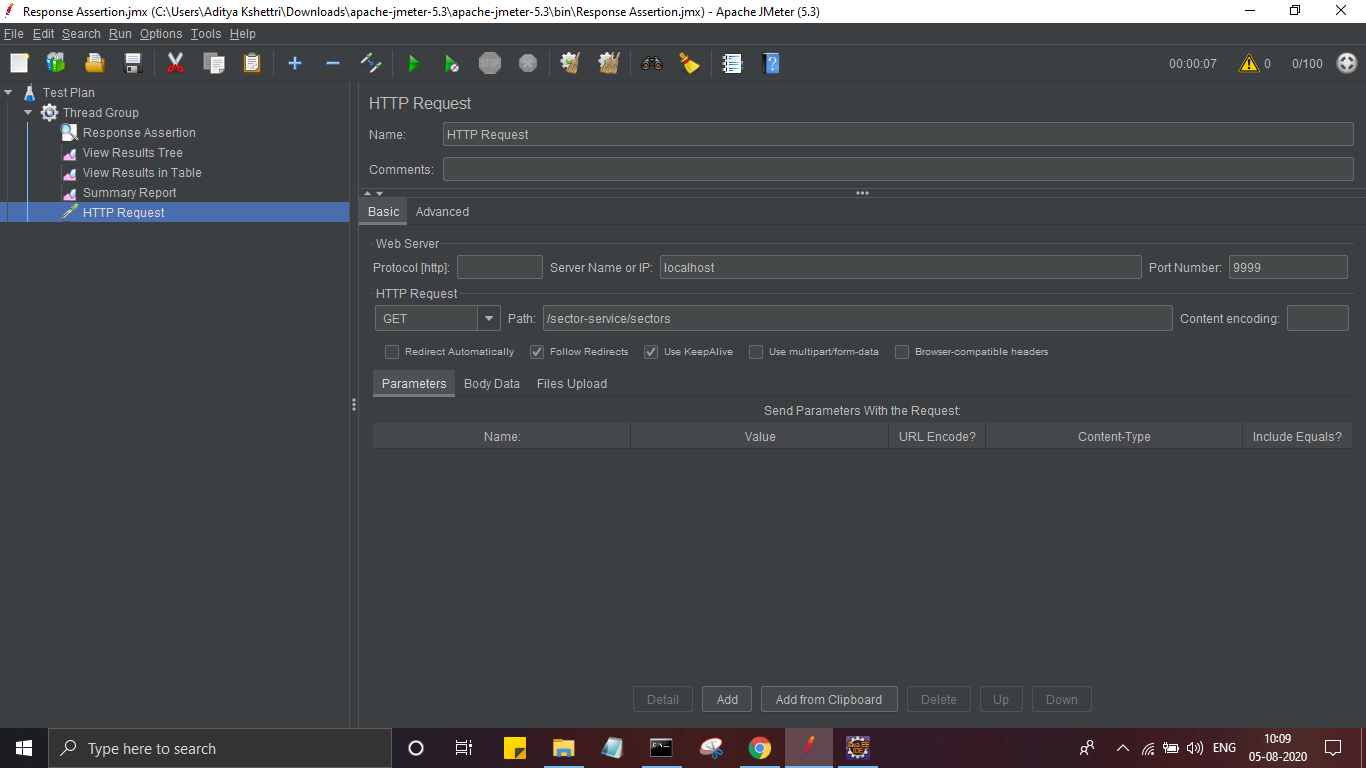 Response Assertion.jmx (C:\Users\Aditya Kshettri\Downloads\apache-jmeter-5.3\apache-jmeter-5.3\bin\Response Assertion.jmx) - Apache JMeter (5.3)
File Edit Search Run Options Tools Help
STOP 00:00:07 0 0/100
Test Plan
Thread Group
Response Assertion
View Results Tree
View Results in Table
Summary Report
HTTP Request
HTTP Request
Name: HTTP Request
Comments:
Basic Advanced
Web Server
Protocol [http]: Server Name or IP: localhost Port Number: 9999
HTTP Request
GET Path: /sector-service/sectors Content encoding:
Redirect Automatically Follow Redirects Use KeepAlive Use multipart/form-data Browser-compatible headers
Parameters Body Data Files Upload
Send Parameters With the Request:
Name: Value URL Encode? Content-Type Include Equals?
Detail Add Add from Clipboard Delete Up Down
Type here to search
ENG
10:09
05-08-2020